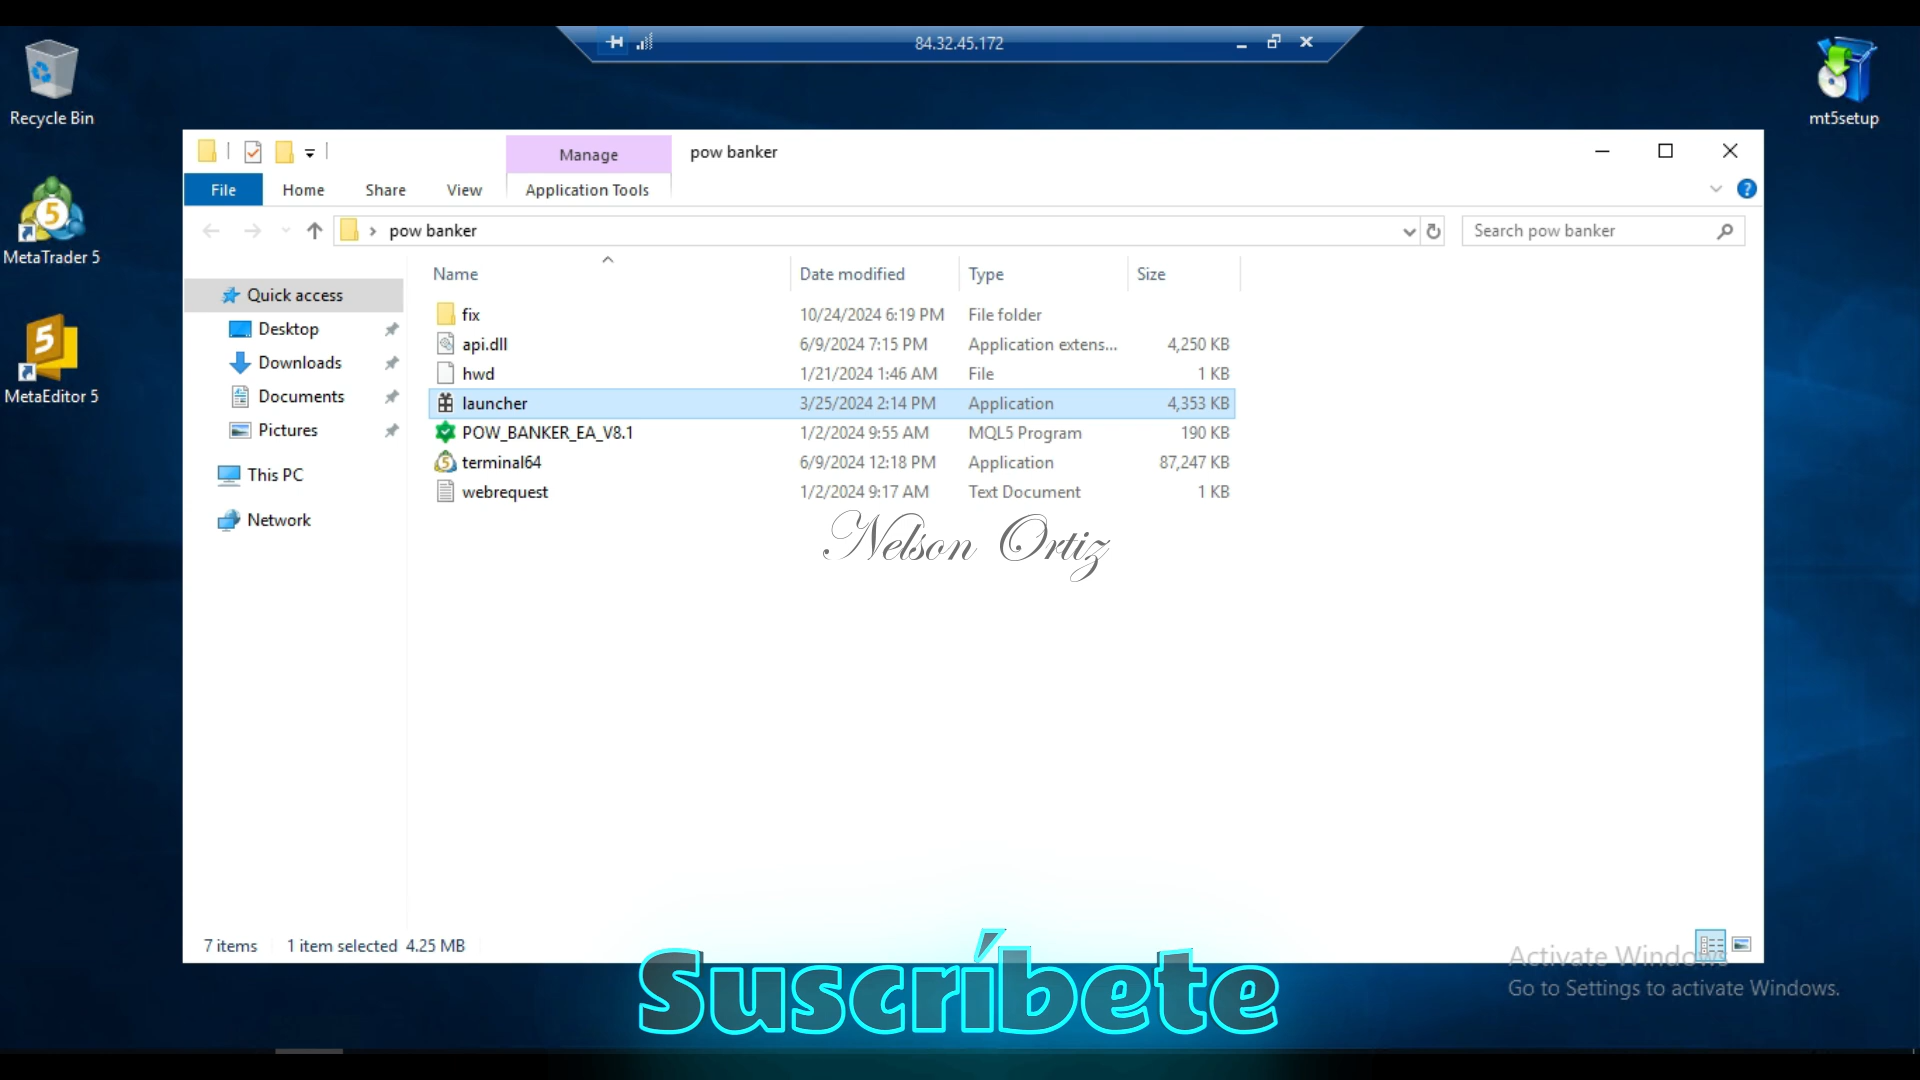 84.32.45.172
Recycle Bin
mt5setup
Manage
pow banker
File
Home
Share
View
Application Tools
MetaTrader 5
pow banker
Search pow banker
Name
Date modified
Type
Size
Quick access
Desktop
Downloads
Documents
Pictures
This PC
Network
MetaEditor 5
fix 10/24/2024 6:19 PM File folder
api.dll 6/9/2024 7:15 PM Application extens... 4,250 KB
hwd 1/21/2024 1:46 AM File 1 KB
launcher 3/25/2024 2:14 PM Application 4,353 KB
POW_BANKER_EA_V8.1 1/2/2024 9:55 AM MQL5 Program 190 KB
terminal64 6/9/2024 12:18 PM Application 87,247 KB
webrequest 1/2/2024 9:17 AM Text Document 1 KB
Nelson Ortiz
7 items
1 item selected 4.25 MB
Activate Windows
Go to Settings to activate Windows.
Suscríbete